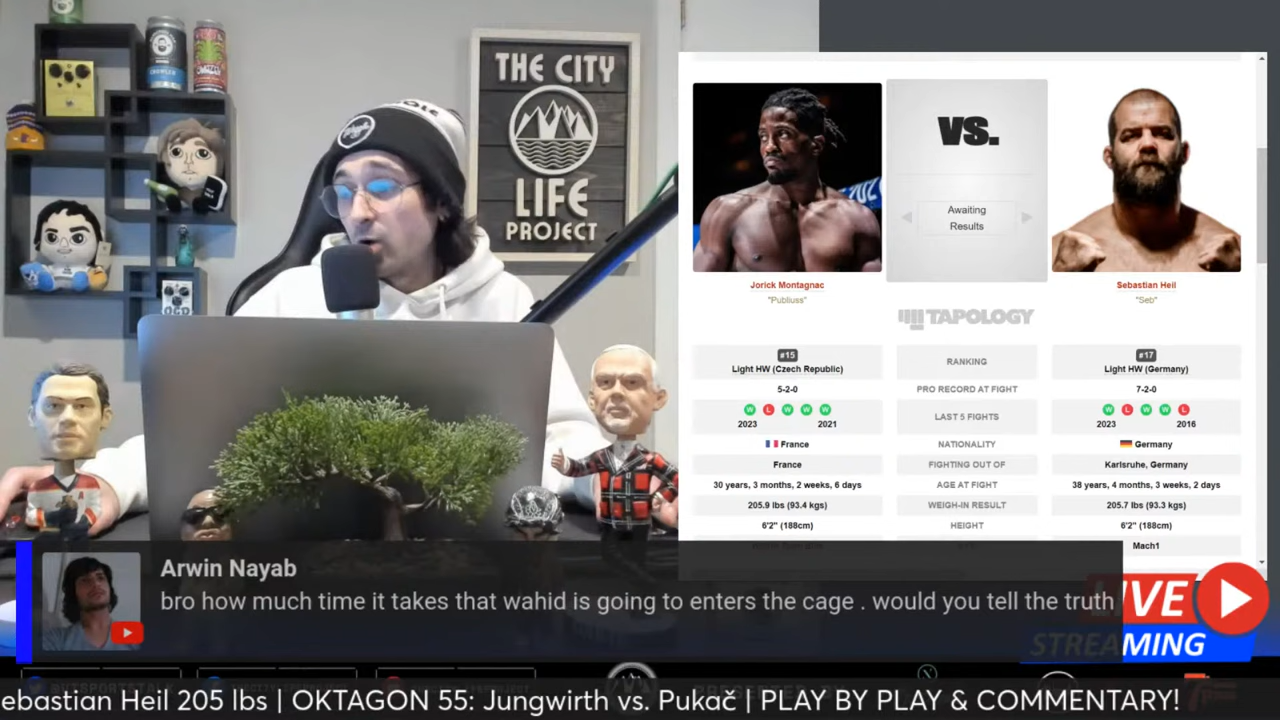 THE CITY
LIFE
PROJECT
VS.
Awaiting
Results
Jorick Montagnac
"Publiuss"
Sebastian Heil
"Seb"
TAPOLOGY
#15
Light HW (Czech Republic)
RANKING
#17
Light HW (Germany)
5-2-0
PRO RECORD AT FIGHT
7-2-0
W L W W W
2023 2021
LAST 5 FIGHTS
W L W W L
2023 2016
France
NATIONALITY
Germany
France
FIGHTING OUT OF
Karlsruhe, Germany
30 years, 3 months, 2 weeks, 6 days
AGE AT FIGHT
38 years, 4 months, 3 weeks, 2 days
205.9 lbs (93.4 kgs)
WEIGH-IN RESULT
205.7 lbs (93.3 kgs)
6'2" (188cm)
HEIGHT
6'2" (188cm)
Mach1
OCD
Arwin Nayab
bro how much time it takes that wahid is going to enters the cage . would you tell the truth
LIVE
STREAMING
ebastian Heil 205 lbs | OKTAGON 55: Jungwirth vs. Pukač | PLAY BY PLAY & COMMENTARY!